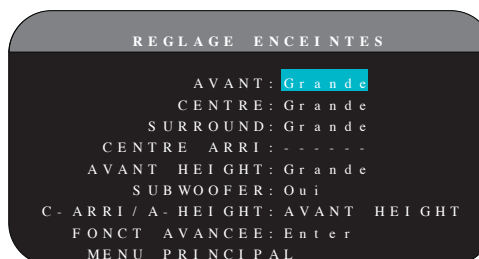 REGLAGE ENCEINTES
AVANT: Grande
CENTRE: Grande
SURROUND: Grande
CENTRE ARRI: ------
AVANT HEIGHT: Grande
SUBWOOFER: Oui
C-ARRI/A-HEIGHT: AVANT HEIGHT
FONCT AVANCEE: Enter
MENU PRINCIPAL